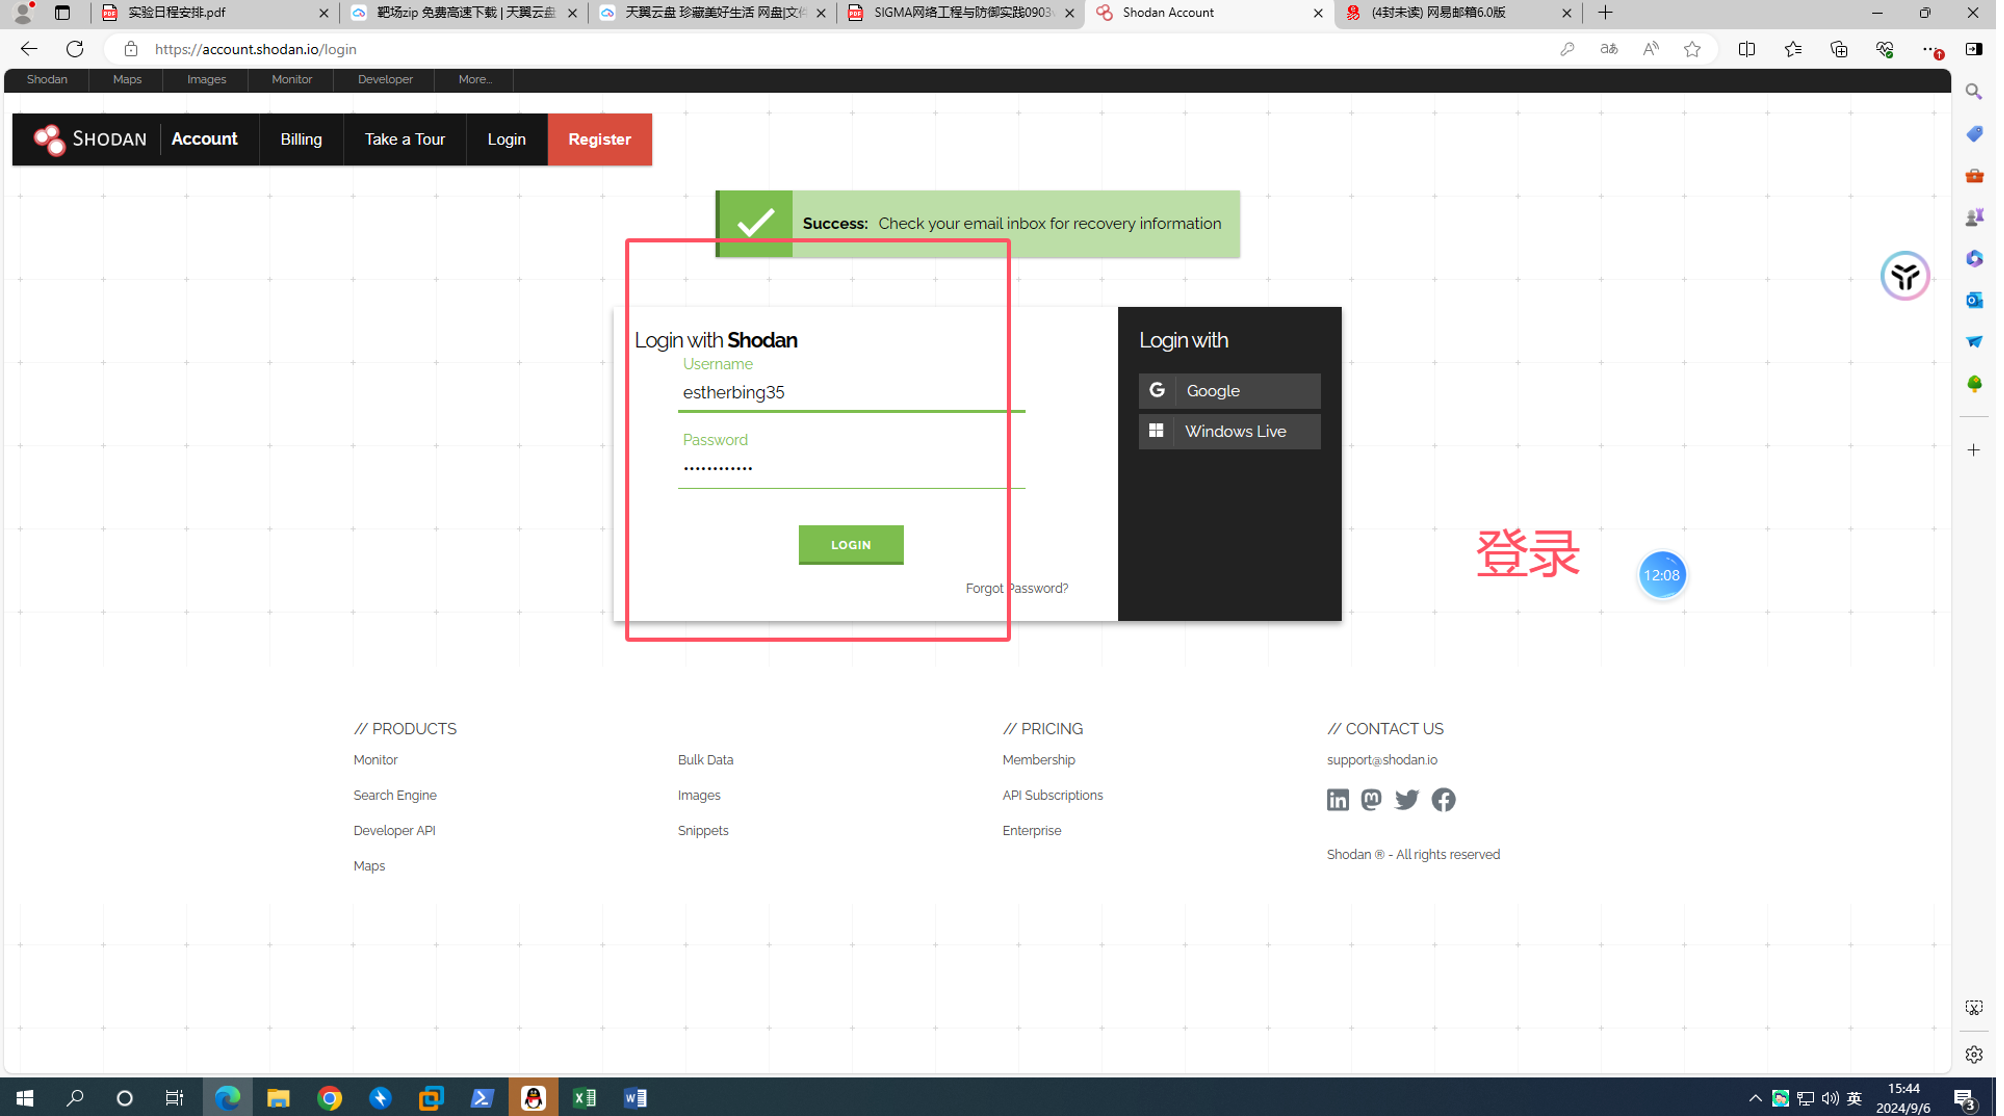 实验日程安排.pdf
靶场zip 免费高速下载 | 天翼云盘
天翼云盘 珍藏美好生活 网盘|文件
SIGMA网络工程与防御实践0903v
Shodan Account
(4封未读) 网易邮箱6.0版
https://account.shodan.io/login
Shodan
Maps
Images
Monitor
Developer
More...
SHODAN
Account
Billing
Take a Tour
Login
Register
Success: Check your email inbox for recovery information
Login with Shodan
Username
estherbing35
Password
••••••••••••
LOGIN
Forgot Password?
Login with
Google
Windows Live
登录
12:08
// PRODUCTS
Monitor
Search Engine
Developer API
Maps
Bulk Data
Images
Snippets
// PRICING
Membership
API Subscriptions
Enterprise
// CONTACT US
support@shodan.io
Shodan ® - All rights reserved
英
15:44
2024/9/6
3